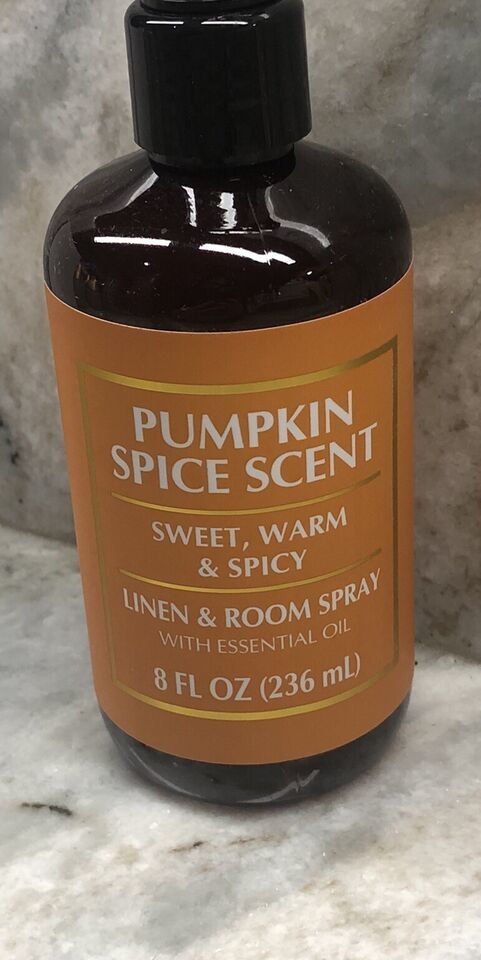 PUMPKIN
SPICE SCENT
SWEET, WARM
& SPICY
LINEN & ROOM SPRAY
WITH ESSENTIAL OIL
8 FL OZ (236 mL)